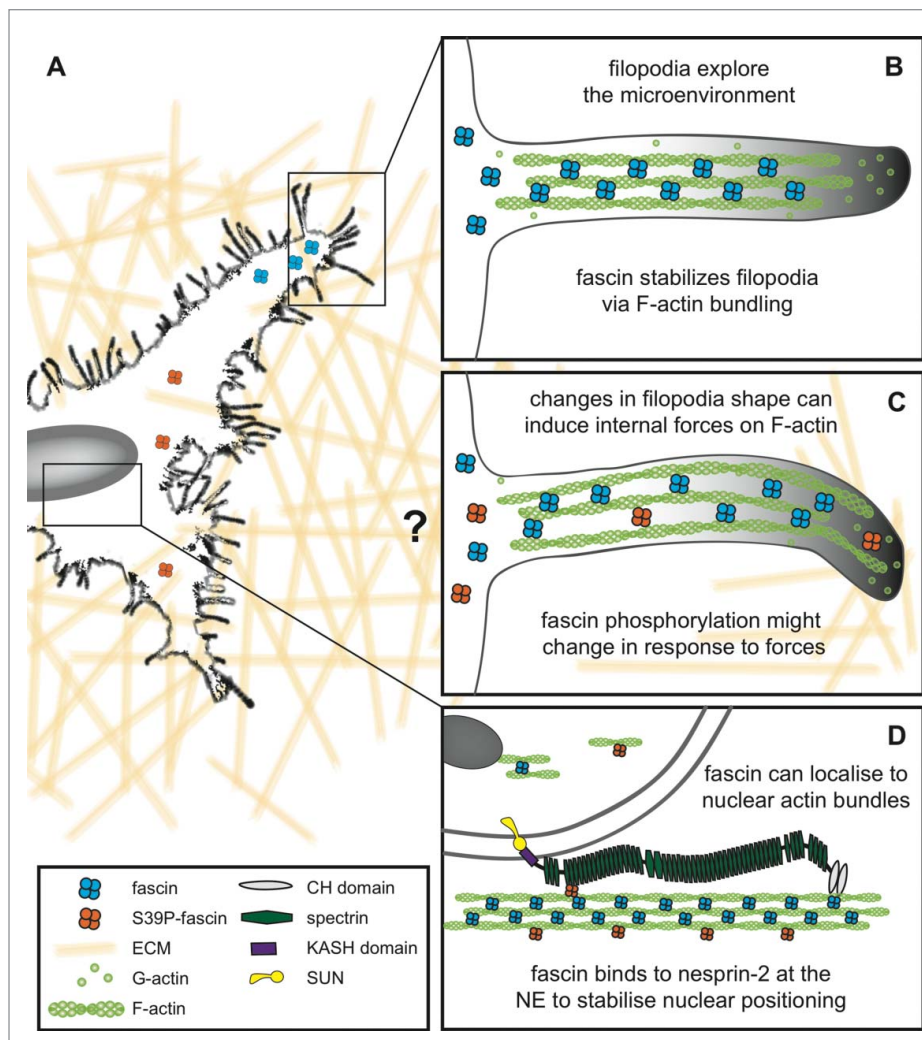 A
B
filopodia explore
the microenvironment
fascin stabilizes filopodia
via F-actin bundling
C
changes in filopodia shape can
induce internal forces on F-actin
?
fascin phosphorylation might
change in response to forces
D
fascin can localise to
nuclear actin bundles
fascin binds to nesprin-2 at the
NE to stabilise nuclear positioning
fascin
S39P-fascin
ECM
G-actin
F-actin
CH domain
spectrin
KASH domain
SUN